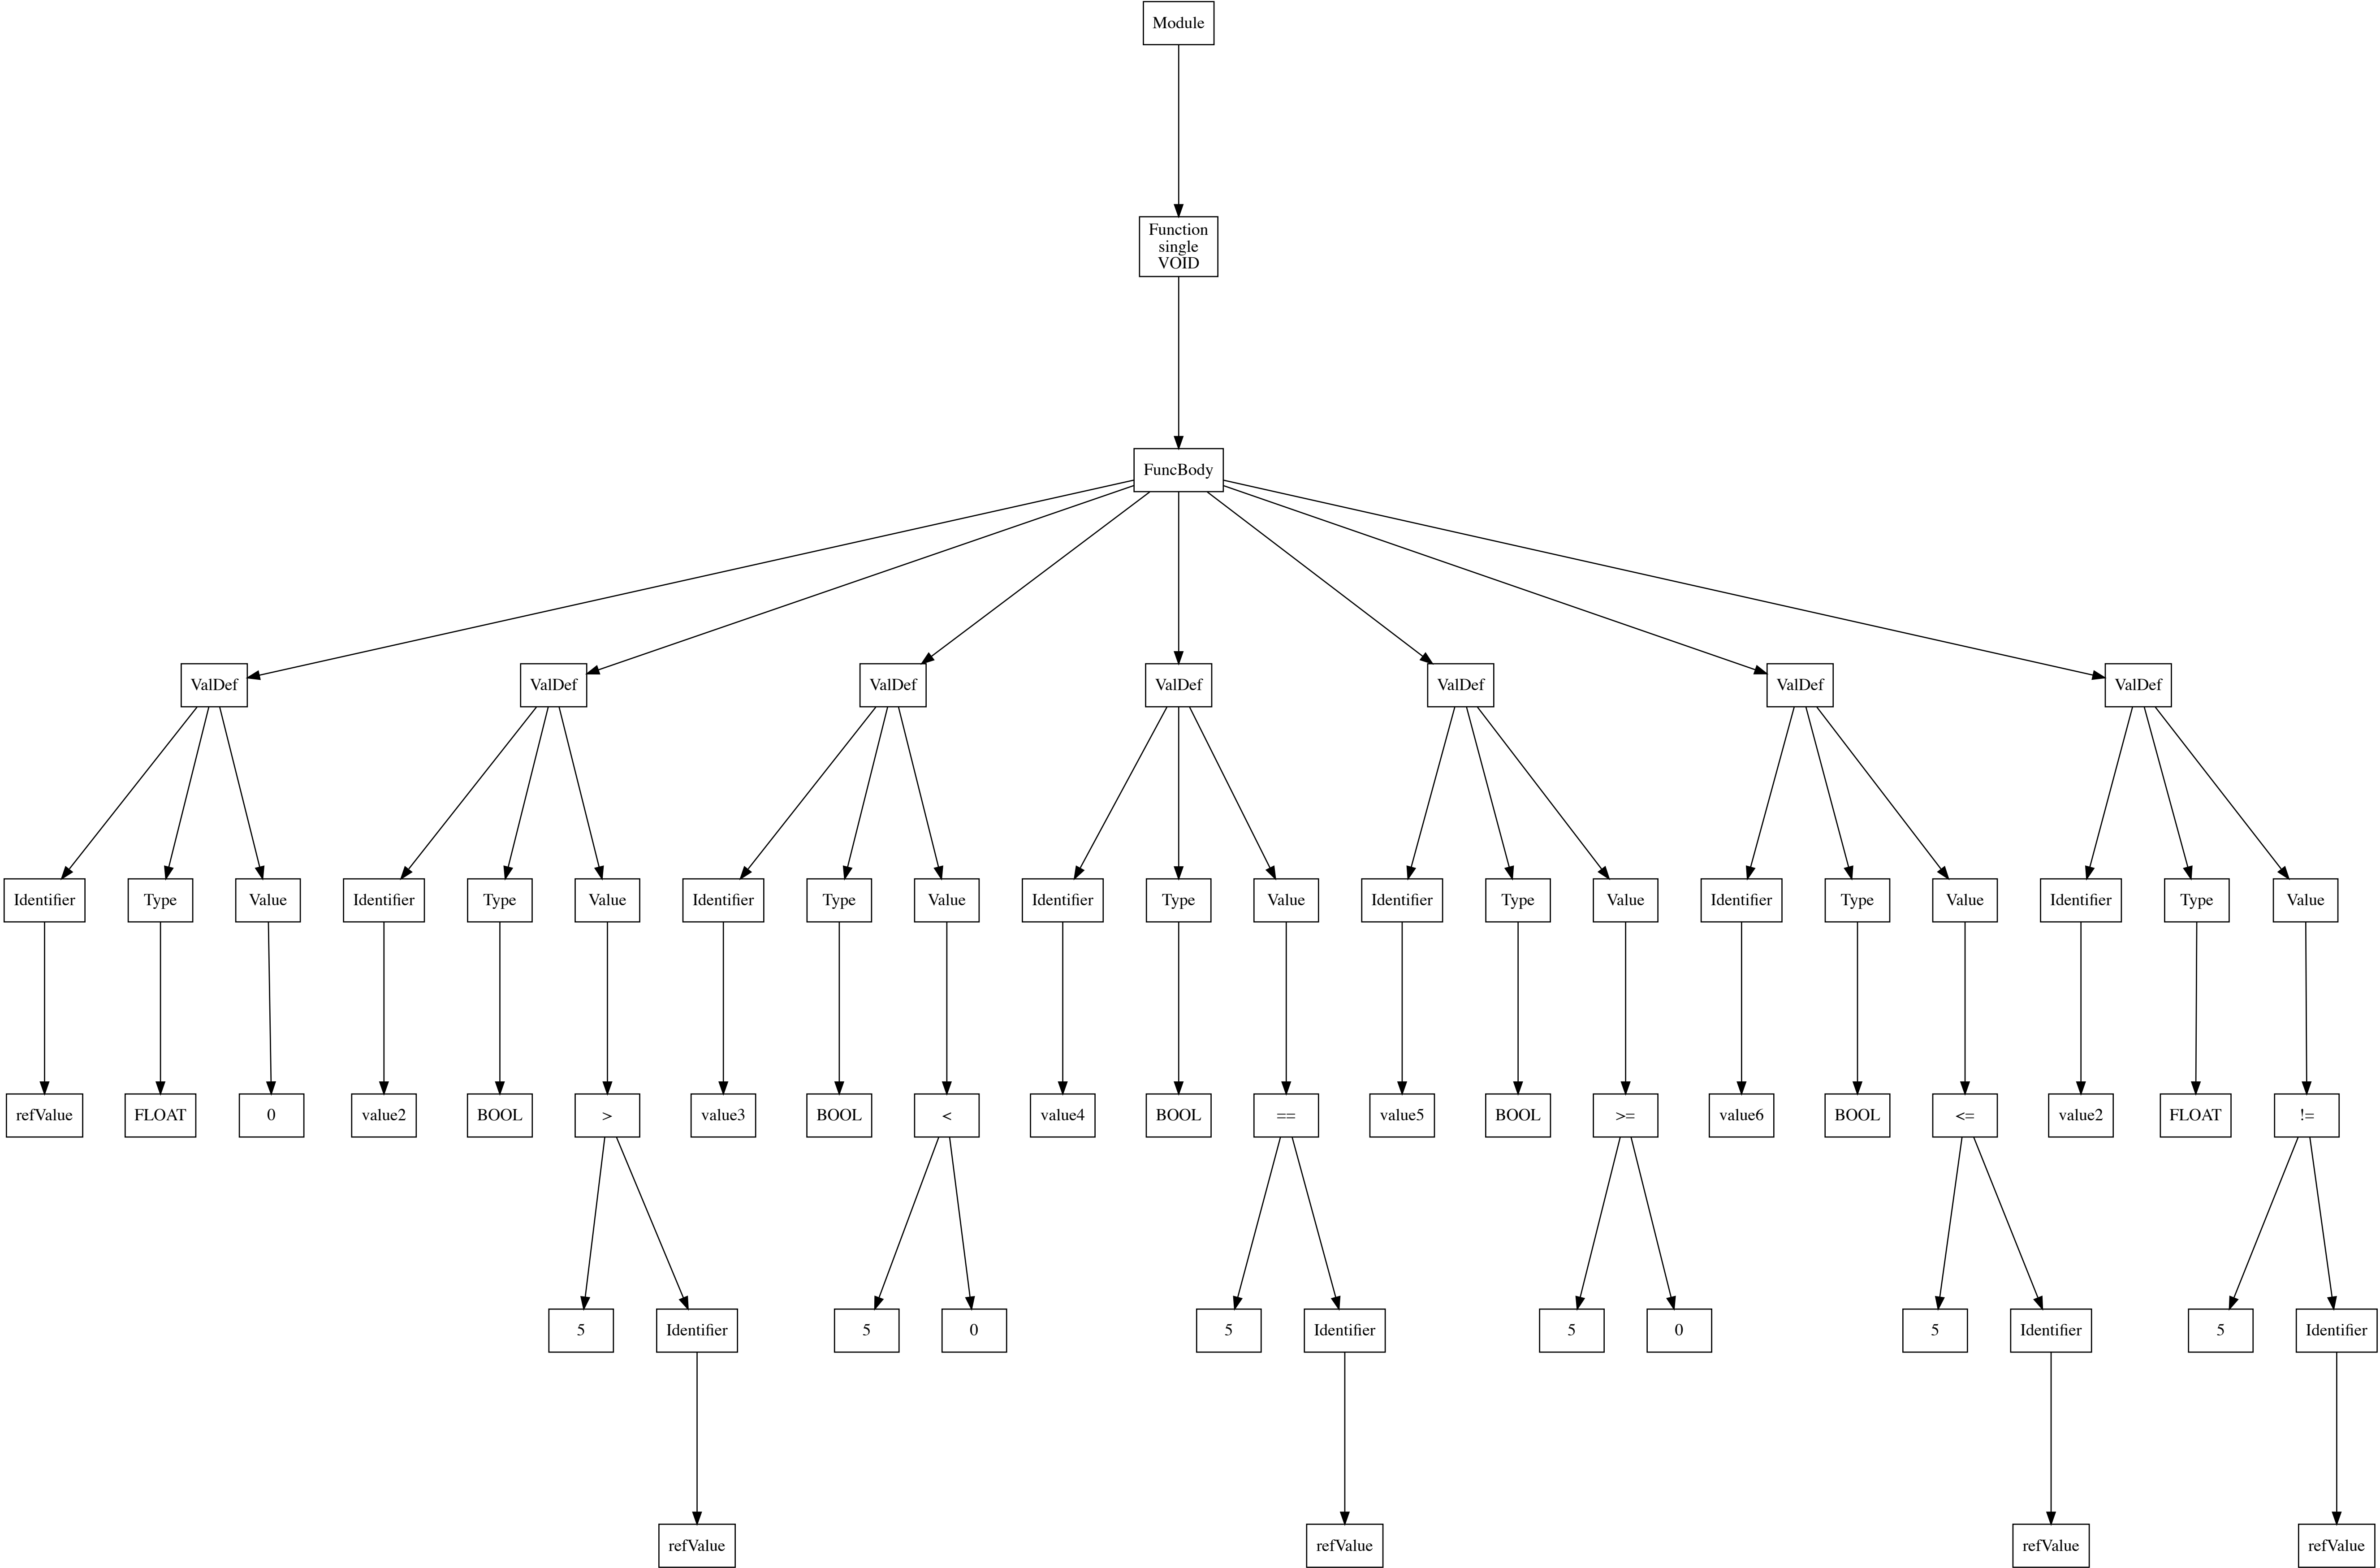 Module
Function
single
VOID
FuncBody
ValDef ValDef ValDef ValDef ValDef ValDef ValDef
Identifier Type Value Identifier Type Value Identifier Type Value Identifier Type Value Identifier Type Value Identifier Type Value Identifier Type Value
refValue FLOAT 0 value2 BOOL > value3 BOOL < value4 BOOL == value5 BOOL >= value6 BOOL <= value2 FLOAT !=
5 Identifier 5 0 5 Identifier 5 0 5 Identifier 5 Identifier
refValue refValue refValue refValue